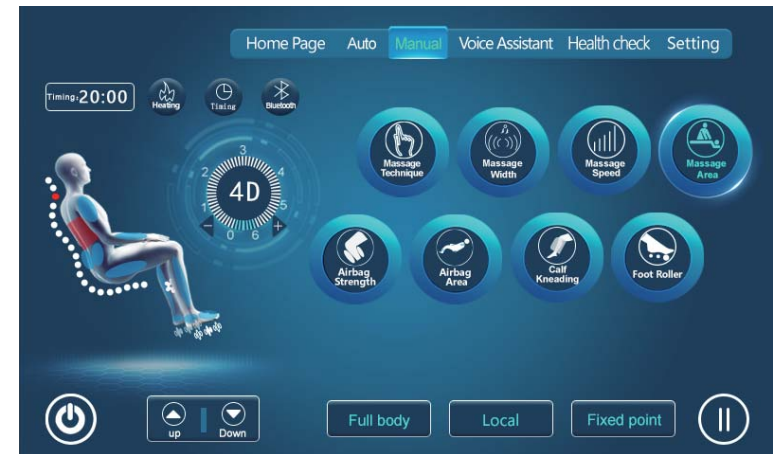 Home Page Auto Manual Voice Assistant Health check Setting
Timing:20:00
Heating
Timing
Bluetooth
3
2 4
4D
1 5
- +
0 6
Massage
Technique
Massage
Width
Massage
Speed
Massage
Area
Airbag
Strength
Airbag
Area
Calf
Kneading
Foot Roller
up
Down
Full body
Local
Fixed point